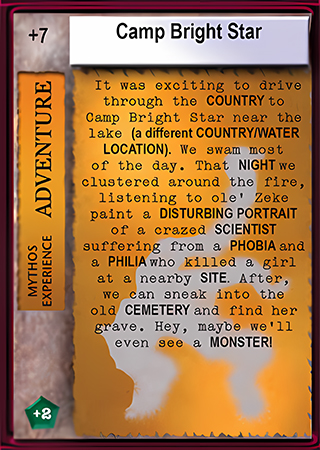 +7
Camp Bright Star
MYTHOS
EXPERIENCE
ADVENTURE
It was exciting to drive
through the COUNTRY to
Camp Bright Star near the
lake (a different COUNTRY/WATER
LOCATION). We swam most
of the day. That NIGHT we
clustered around the fire,
listening to ole' Zeke
paint a DISTURBING PORTRAIT
of a crazed SCIENTIST
suffering from a PHOBIA and
a PHILIA who killed a girl
at a nearby SITE. After,
we can sneak into the
old CEMETERY and find her
grave. Hey, maybe we'll
even see a MONSTER!
+2